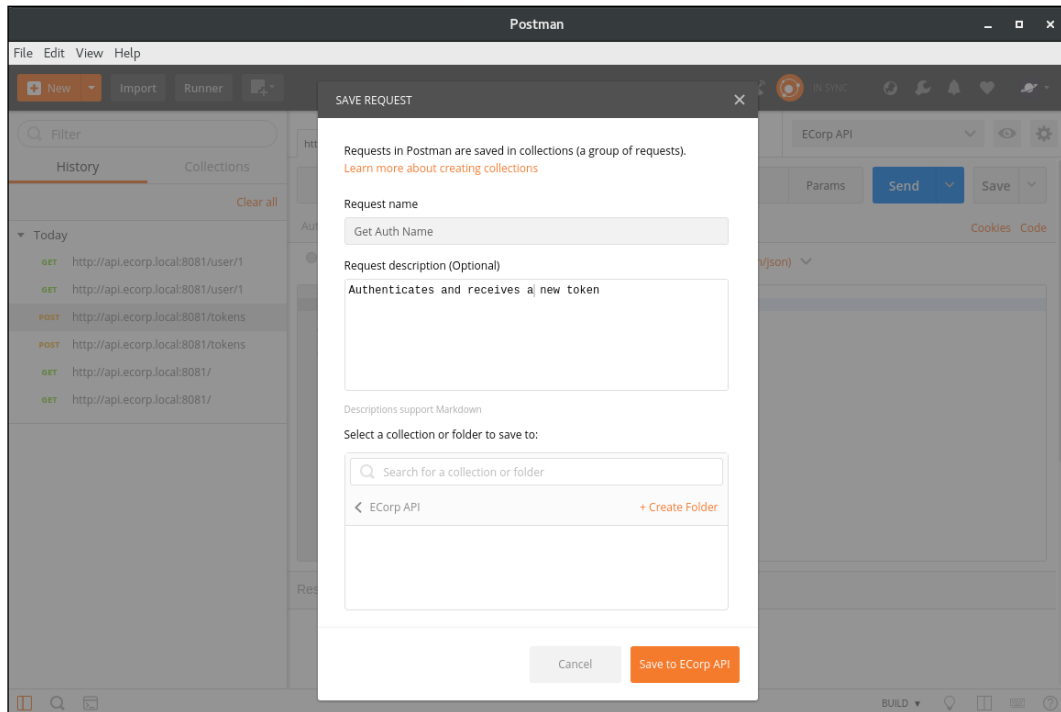 Postman
File Edit View Help
New Import Runner IN SYNC
SAVE REQUEST
Filter
ECorp API
History Collections
Requests in Postman are saved in collections (a group of requests).
Learn more about creating collections
Params Send Save
Clear all
Request name
Get Auth Name
Cookies Code
Today
GET http://api.ecorp.local:8081/user/1
Request description (Optional)
Authenticates and receives a new token
GET http://api.ecorp.local:8081/user/1
POST http://api.ecorp.local:8081/tokens
POST http://api.ecorp.local:8081/tokens
GET http://api.ecorp.local:8081/
GET http://api.ecorp.local:8081/
Descriptions support Markdown
Select a collection or folder to save to:
Search for a collection or folder
ECorp API + Create Folder
Cancel Save to ECorp API
BUILD